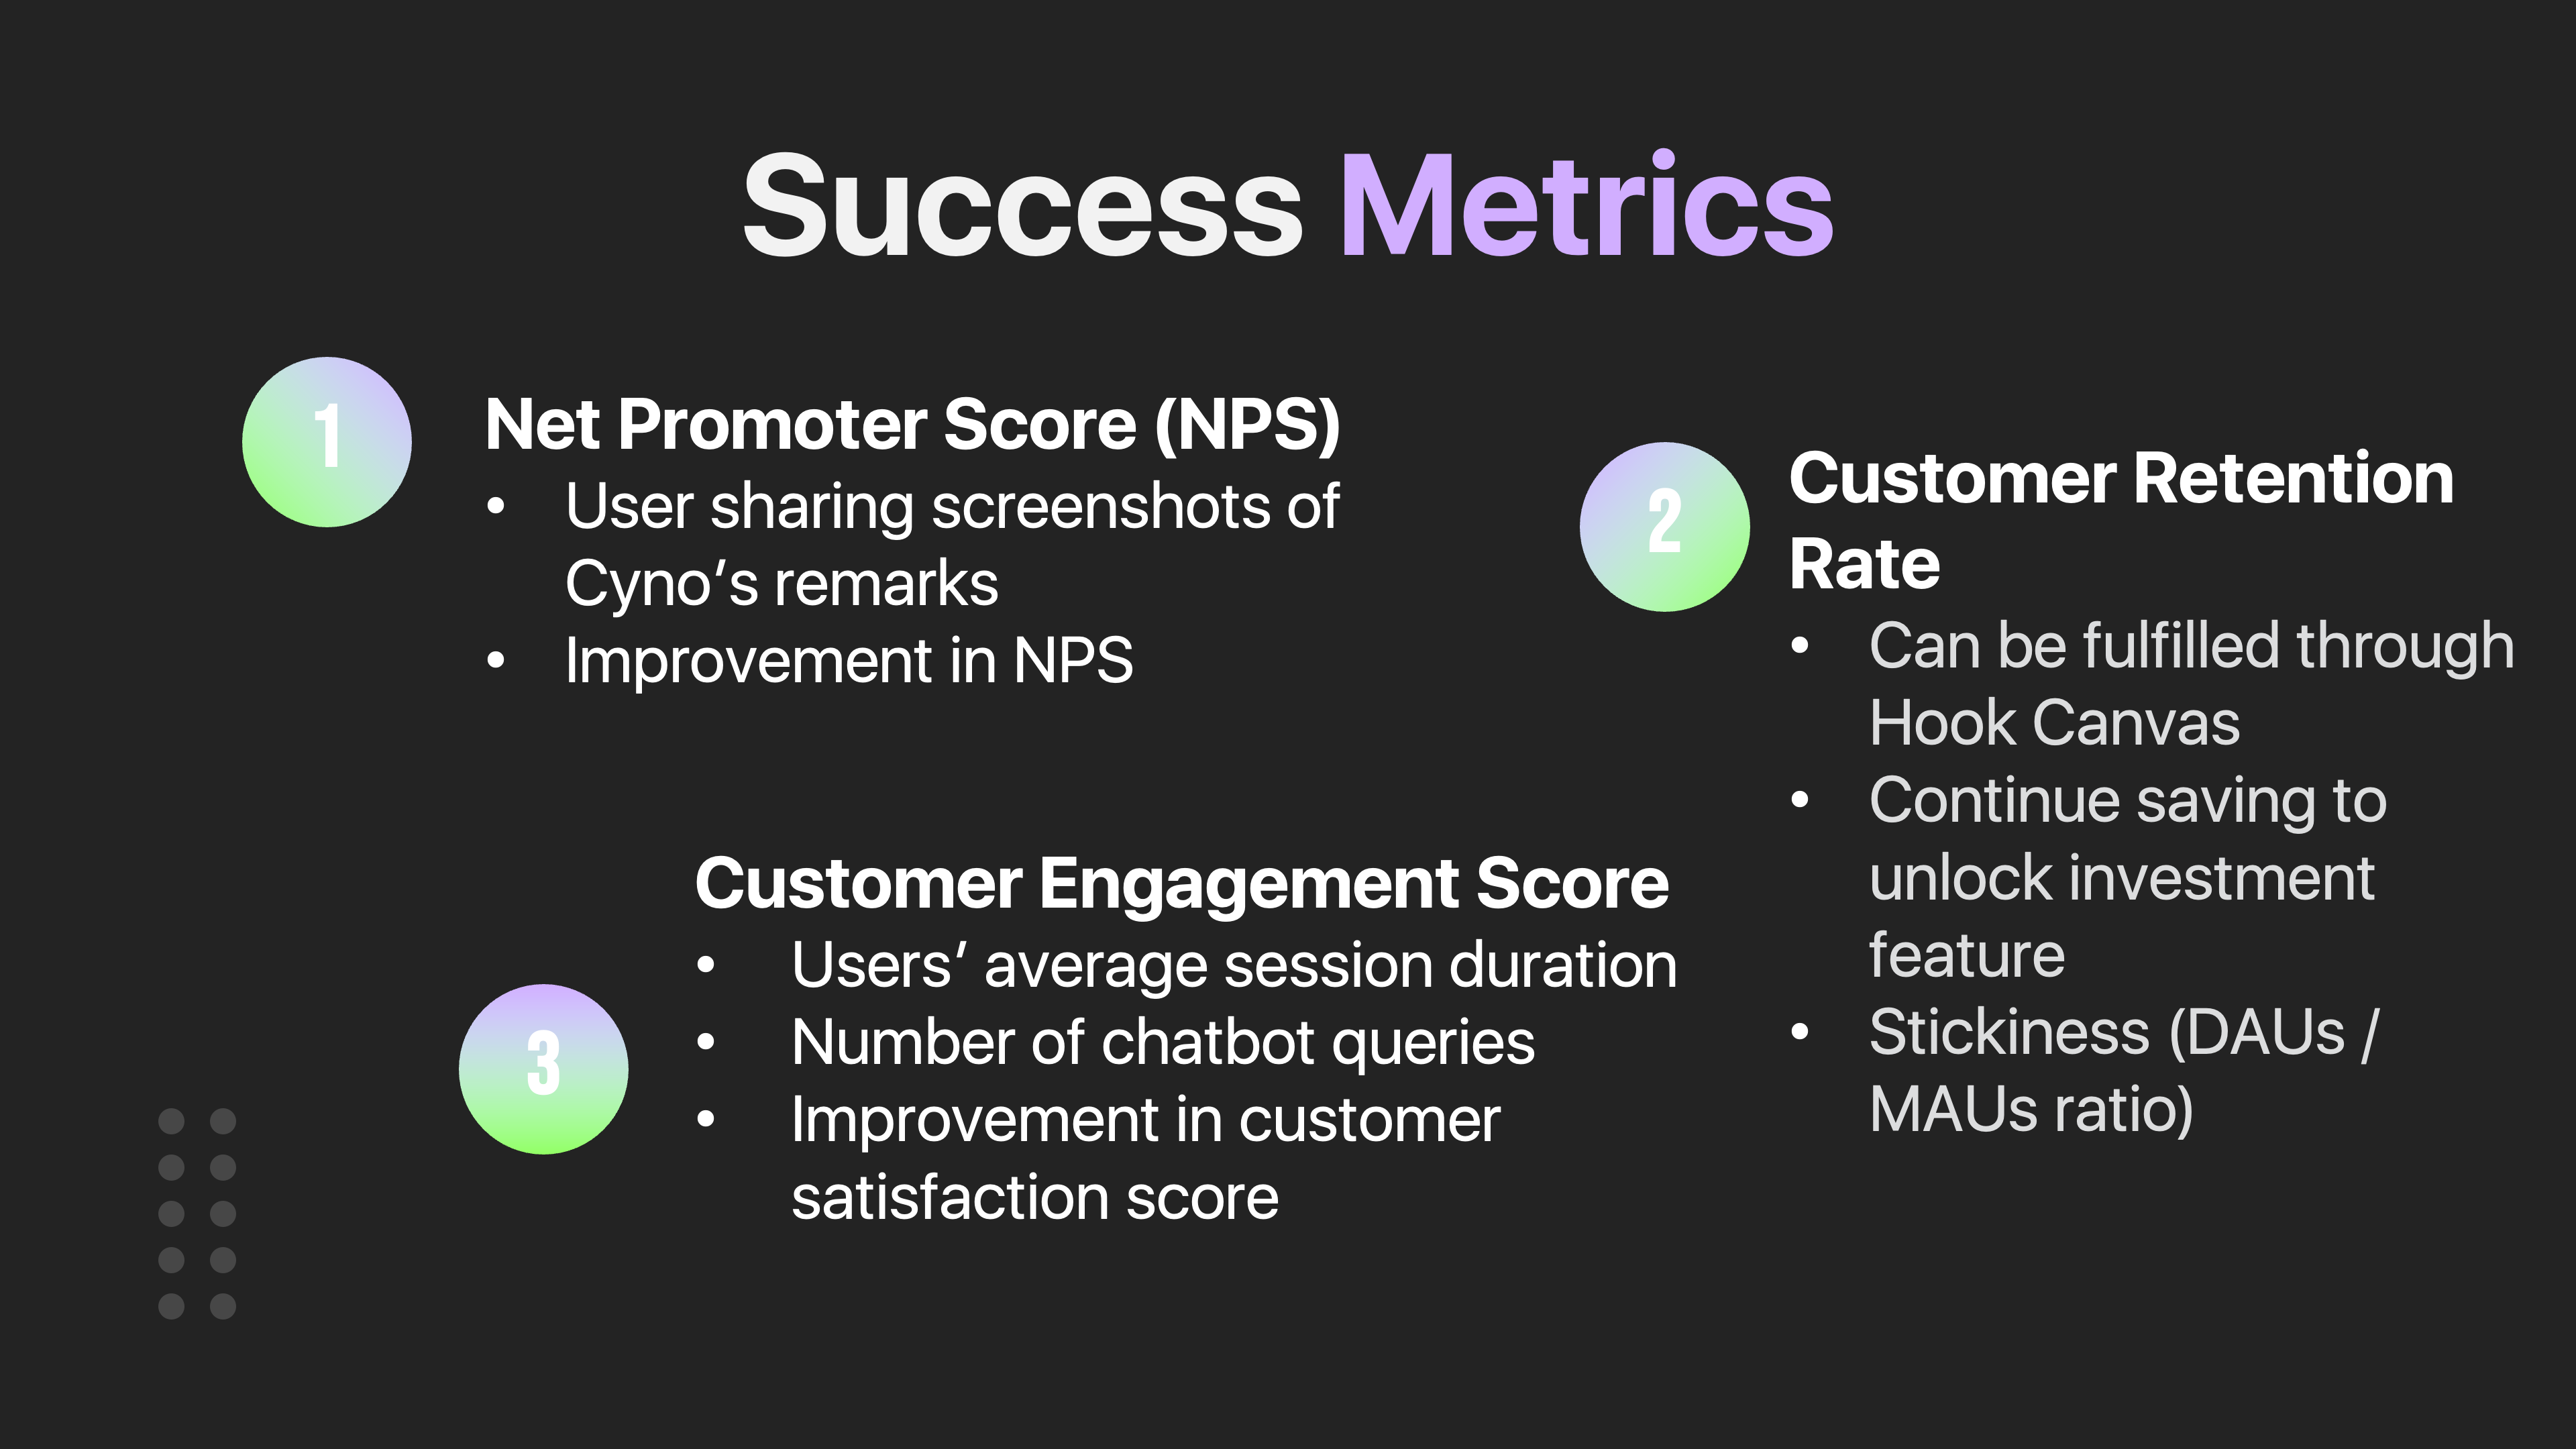 Success Metrics
1
Net Promoter Score (NPS)
• User sharing screenshots of
Cyno’s remarks
• Improvement in NPS
2
Customer Retention
Rate
• Can be fulfilled through
Hook Canvas
• Continue saving to
unlock investment
feature
• Stickiness (DAUs /
MAUs ratio)
3
Customer Engagement Score
• Users’ average session duration
• Number of chatbot queries
• Improvement in customer
satisfaction score